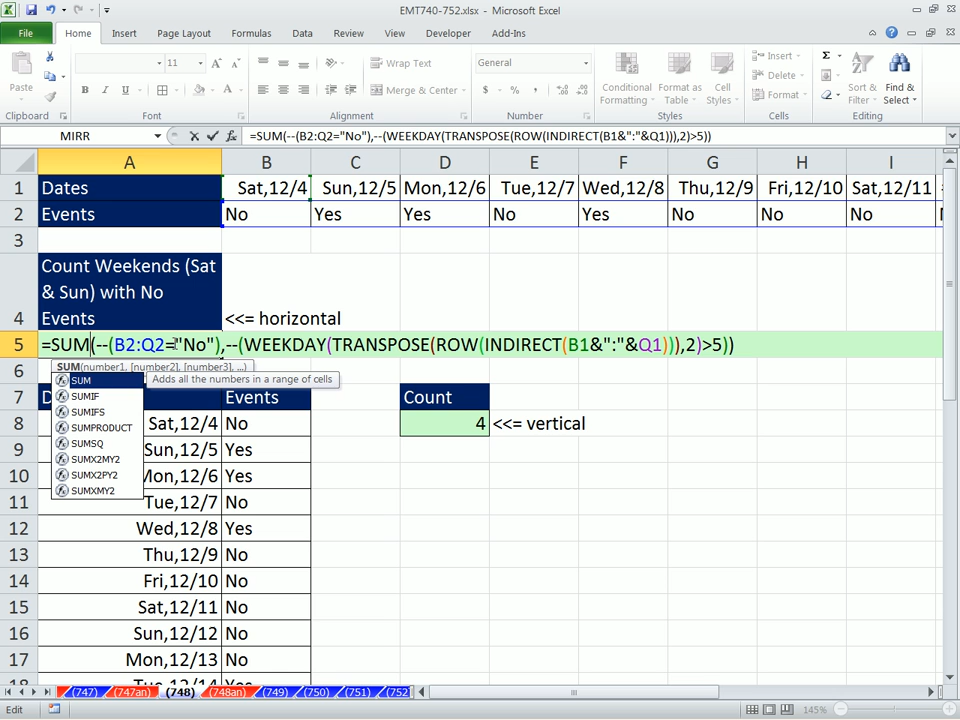 EMT740-752.xlsx - Microsoft Excel
File Home Insert Page Layout Formulas Data Review View Developer Add-Ins
Paste
Clipboard
11
B I U
Font
Wrap Text
Merge & Center
Alignment
General
$ % ,
Number
Conditional Formatting
Format as Table
Cell Styles
Styles
Insert
Delete
Format
Cells
Σ
Sort & Filter
Find & Select
Editing
MIRR fx =SUM(--(B2:Q2="No"),--(WEEKDAY(TRANSPOSE(ROW(INDIRECT(B1&":"&Q1))),2)>5))
A B C D E F G H I
1 Dates Sat,12/4 Sun,12/5 Mon,12/6 Tue,12/7 Wed,12/8 Thu,12/9 Fri,12/10 Sat,12/11
2 Events No Yes Yes No Yes No No No
3
Count Weekends (Sat
& Sun) with No
4 Events <<= horizontal
5 =SUM(--(B2:Q2="No"),--(WEEKDAY(TRANSPOSE(ROW(INDIRECT(B1&":"&Q1))),2)>5))
6 SUM(number1, [number2], [number3], ...)
SUM Adds all the numbers in a range of cells
SUMIF
SUMIFS
SUMPRODUCT
SUMSQ
SUMX2MY2
SUMX2PY2
SUMXMY2
7 D Events Count
8 Sat,12/4 No 4 <<= vertical
9 Sun,12/5 Yes
10 Mon,12/6 Yes
11 Tue,12/7 No
12 Wed,12/8 Yes
13 Thu,12/9 No
14 Fri,12/10 No
15 Sat,12/11 No
16 Sun,12/12 No
17 Mon,12/13 No
18 Tue,12/14 No
(747) (747an) (748) (748an) (749) (750) (751) (752
Edit 145%